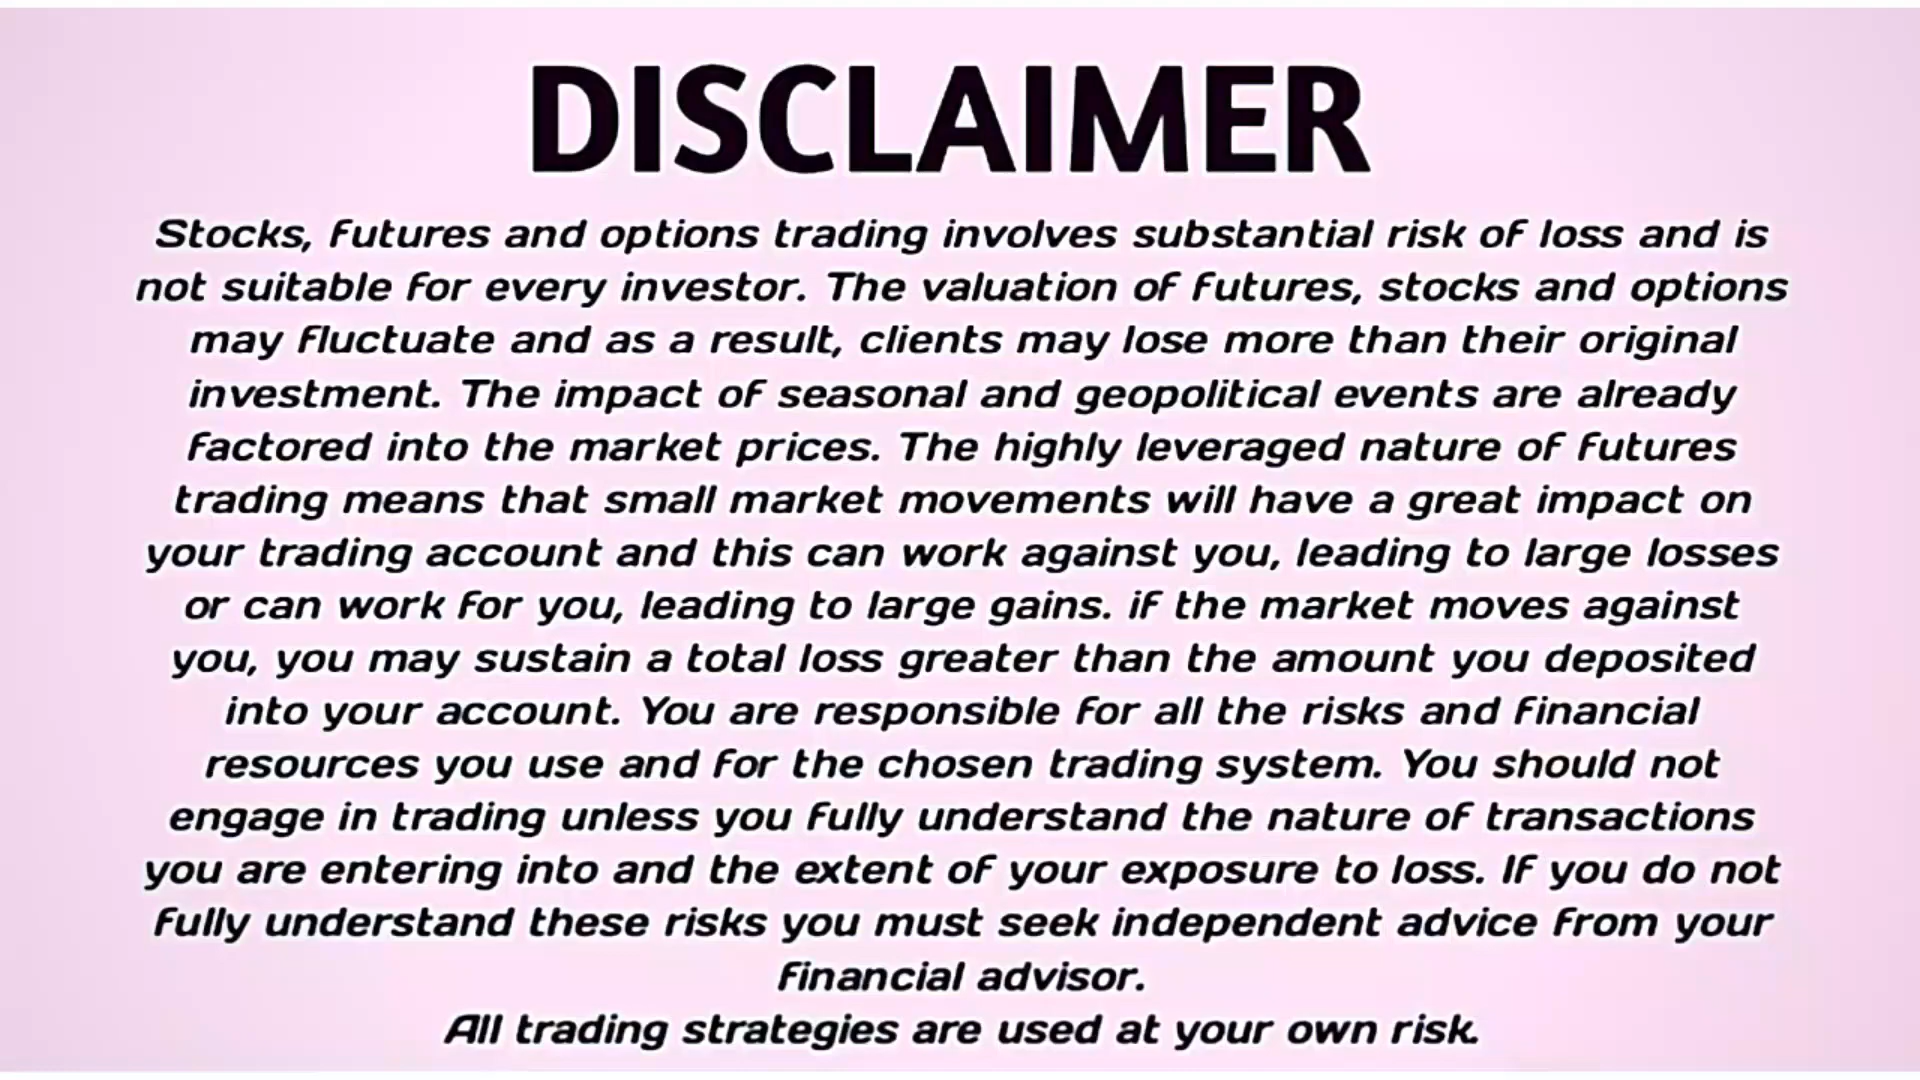 DISCLAIMER
Stocks, futures and options trading involves substantial risk of loss and is
not suitable for every investor. The valuation of futures, stocks and options
may fluctuate and as a result, clients may lose more than their original
investment. The impact of seasonal and geopolitical events are already
factored into the market prices. The highly leveraged nature of futures
trading means that small market movements will have a great impact on
your trading account and this can work against you, leading to large losses
or can work for you, leading to large gains. if the market moves against
you, you may sustain a total loss greater than the amount you deposited
into your account. You are responsible for all the risks and financial
resources you use and for the chosen trading system. You should not
engage in trading unless you fully understand the nature of transactions
you are entering into and the extent of your exposure to loss. If you do not
fully understand these risks you must seek independent advice from your
financial advisor.
All trading strategies are used at your own risk.